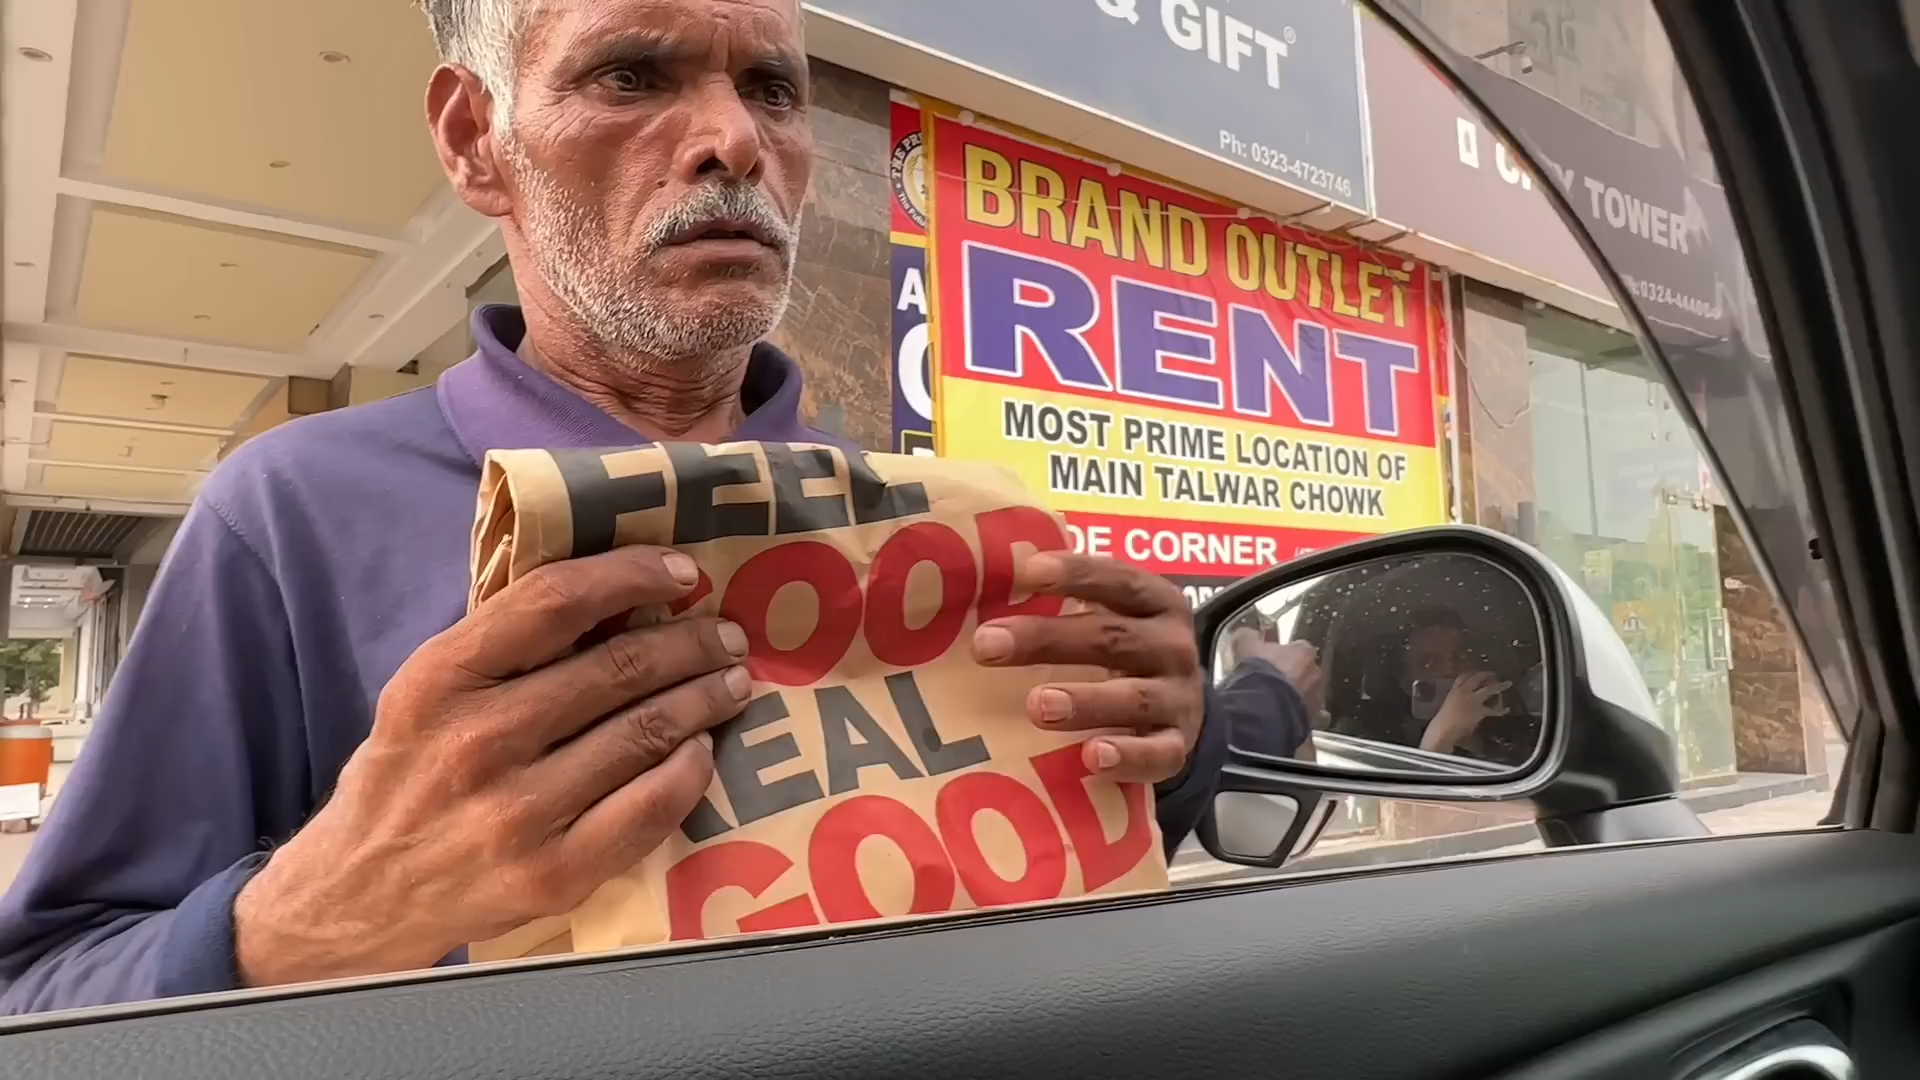 & GIFT®
Ph: 0323-4723746
TOWER
BRAND OUTLET
RENT
MOST PRIME LOCATION OF
MAIN TALWAR CHOWK
CORNER
FEEL
GOOD
REAL
GOOD